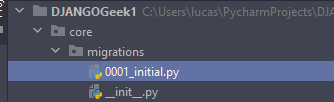 DJANGOGeek1 C:\Users\lucas\PycharmProjects\DJA
core
migrations
0001_initial.py
__init__.py